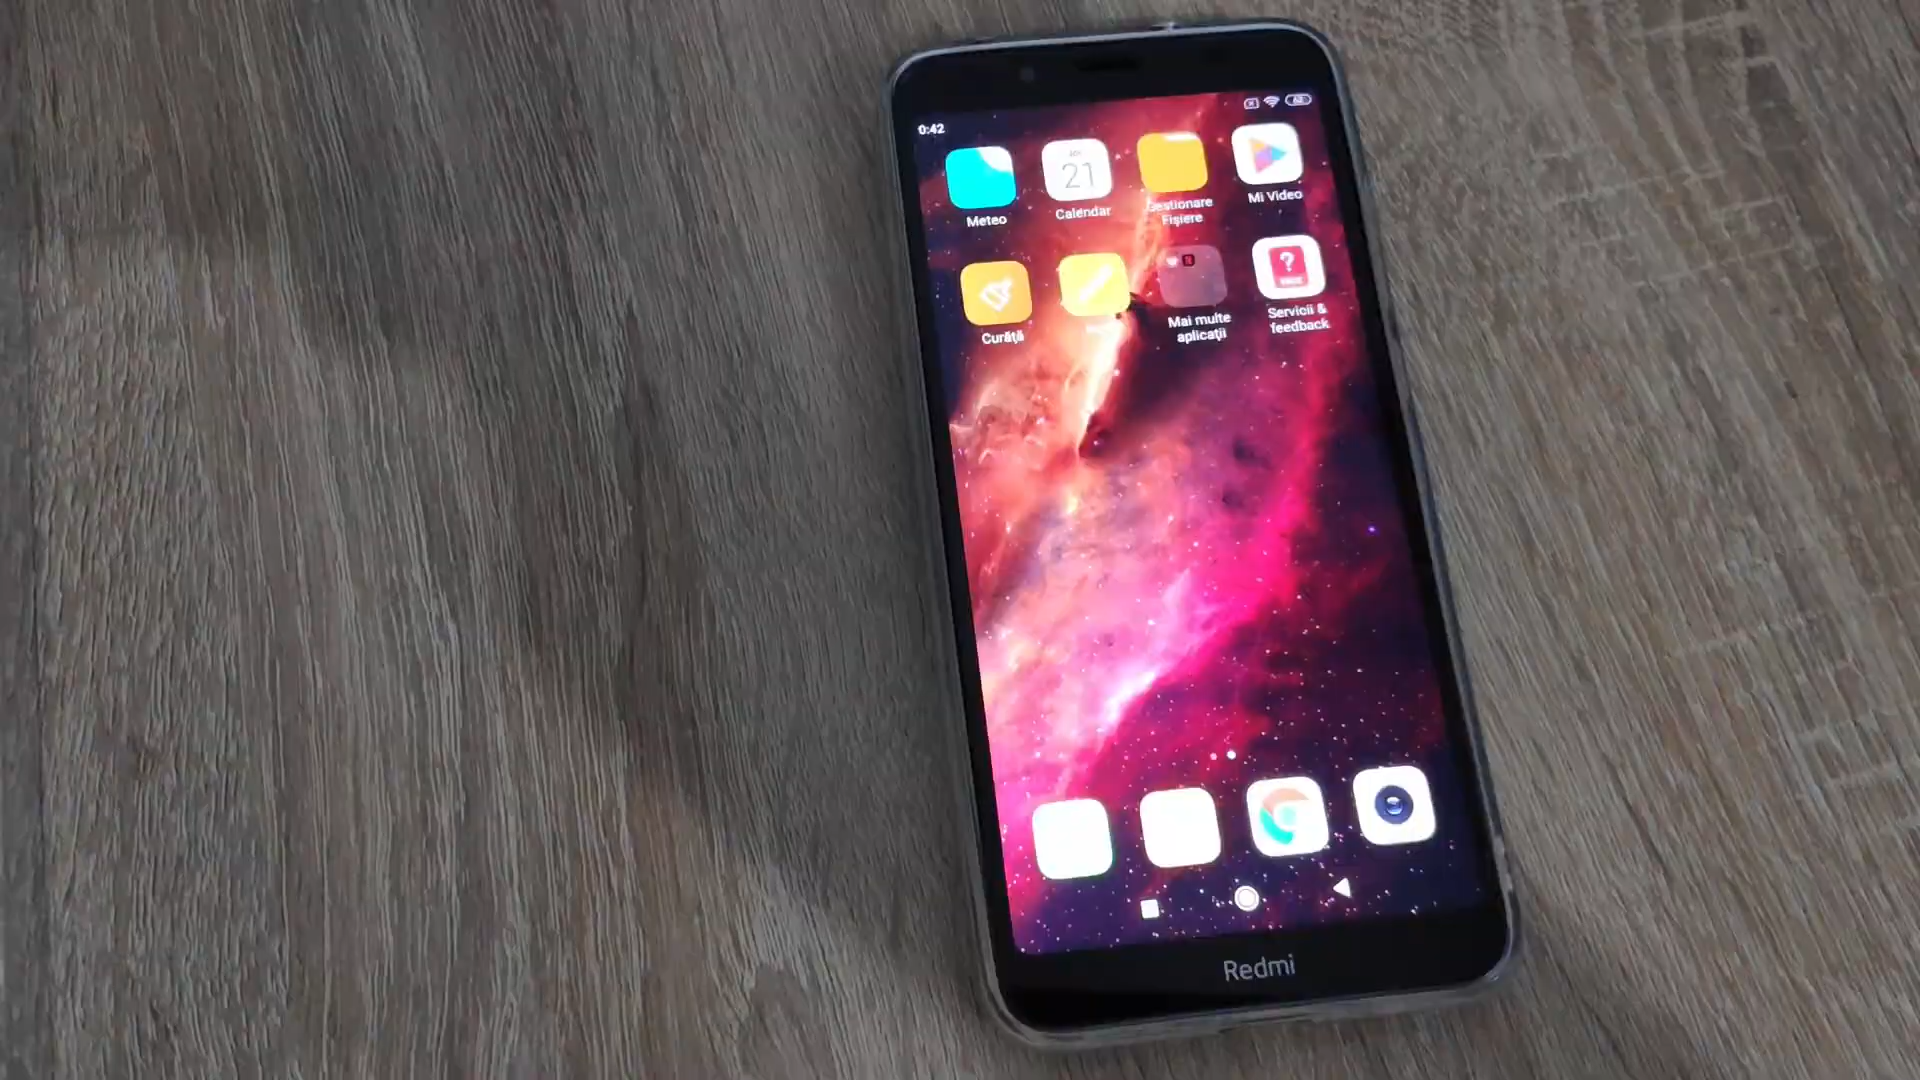 0:42
21
Meteo
Calendar
Gestionare
Fișiere
Mi Video
Curăță
Mai multe
aplicații
Servicii &
feedback
Redmi